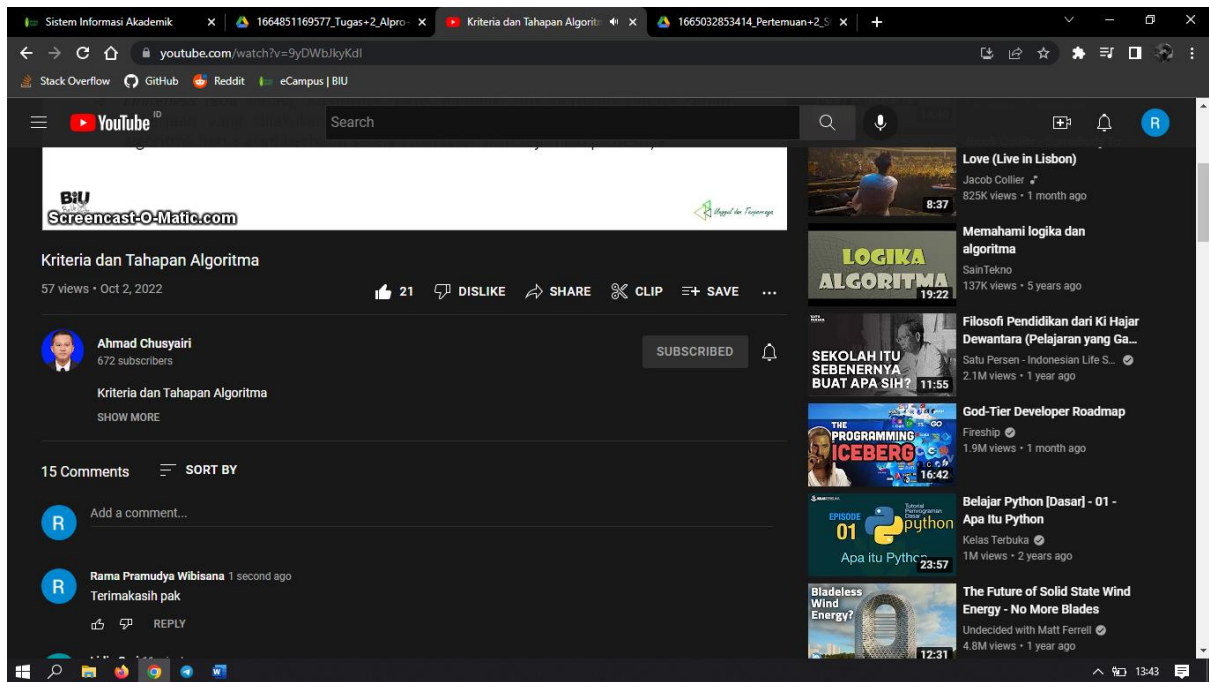 Sistem Informasi Akademik
1664851169577_Tugas+2_Alpro-
Kriteria dan Tahapan Algoritm
1665032853414_Pertemuan+2_S
youtube.com/watch?v=9yDWbJkyKdI
Stack Overflow
GitHub
Reddit
eCampus | BIU
YouTube ID
Search
R
BiU
Screencast-O-Matic.com
Unggul dan Terpercaya
Kriteria dan Tahapan Algoritma
57 views • Oct 2, 2022
21
DISLIKE
SHARE
CLIP
SAVE
...
Ahmad Chusyairi
672 subscribers
SUBSCRIBED
Kriteria dan Tahapan Algoritma
SHOW MORE
15 Comments
SORT BY
R
Add a comment...
R
Rama Pramudya Wibisana 1 second ago
Terimakasih pak
REPLY
8:37
Love (Live in Lisbon)
Jacob Collier
825K views • 1 month ago
LOGIKA
ALGORITMA
19:22
Memahami logika dan
algoritma
SainTekno
137K views • 5 years ago
SEKOLAH ITU
SEBENERNYA
BUAT APA SIH?
11:55
Filosofi Pendidikan dari Ki Hajar
Dewantara (Pelajaran yang Ga...
Satu Persen - Indonesian Life S...
2.1M views • 1 year ago
THE
PROGRAMMING
ICEBERG
GO
16:42
God-Tier Developer Roadmap
Fireship
1.9M views • 1 month ago
EPISODE
01
Tutorial
Pemrograman
Dasar
python
Apa itu Python
23:57
Belajar Python [Dasar] - 01 -
Apa Itu Python
Kelas Terbuka
1M views • 2 years ago
Bladeless
Wind
Energy?
12:31
The Future of Solid State Wind
Energy - No More Blades
Undecided with Matt Ferrell
4.8M views • 1 year ago
13:43